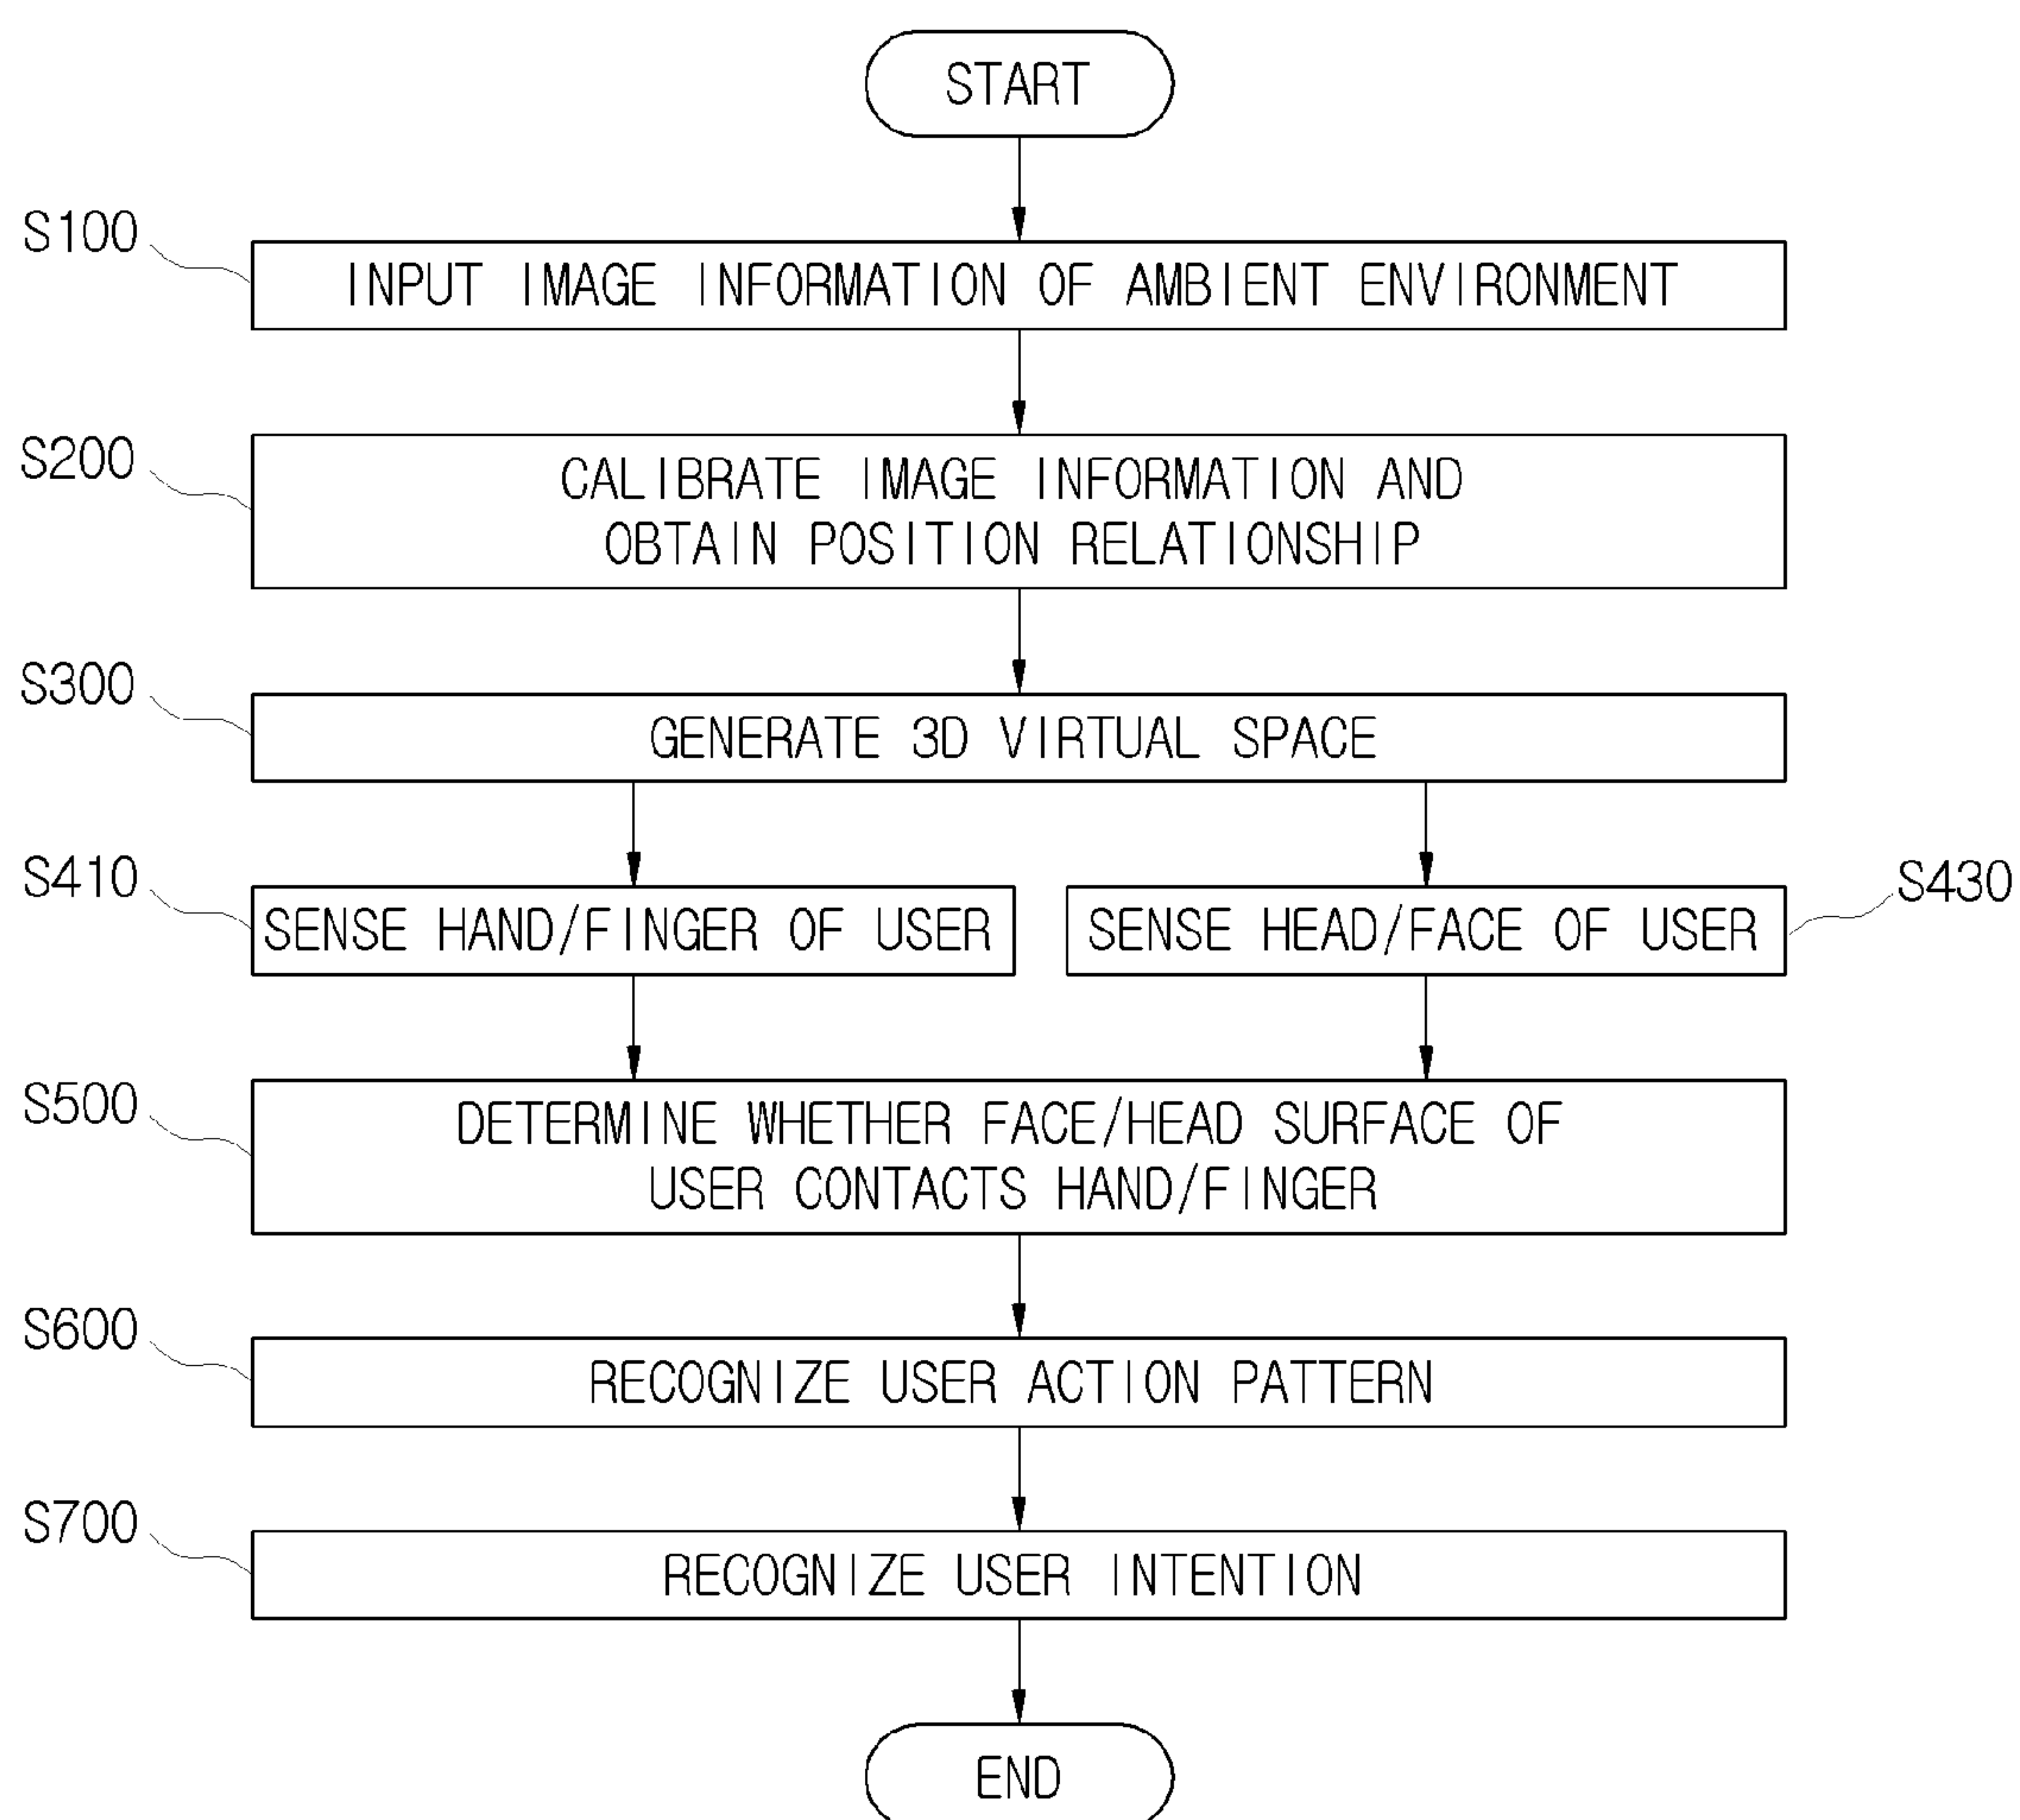 START
S100
INPUT IMAGE INFORMATION OF AMBIENT ENVIRONMENT
S200
CALIBRATE IMAGE INFORMATION AND
OBTAIN POSITION RELATIONSHIP
S300
GENERATE 3D VIRTUAL SPACE
S410
SENSE HAND/FINGER OF USER
SENSE HEAD/FACE OF USER
S430
S500
DETERMINE WHETHER FACE/HEAD SURFACE OF
USER CONTACTS HAND/FINGER
S600
RECOGNIZE USER ACTION PATTERN
S700
RECOGNIZE USER INTENTION
END